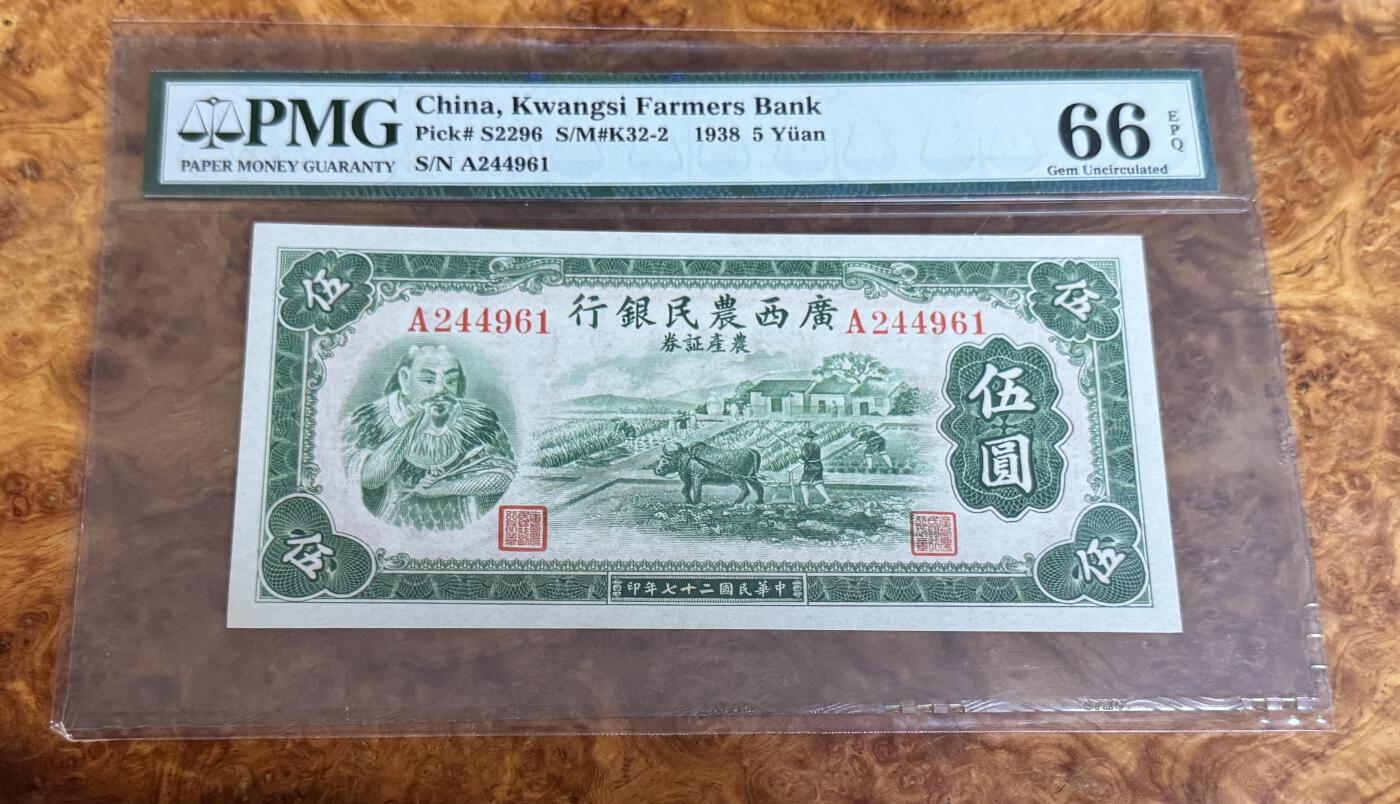 PMG
PAPER MONEY GUARANTY
China, Kwangsi Farmers Bank
Pick# S2296 S/M#K32-2 1938 5 Yüan
S/N A244961
66
EPQ
Gem Uncirculated
伍
伍
A244961
行銀民農西廣
A244961
券証產農
伍
圓
伍
伍
印年七十二國民華中